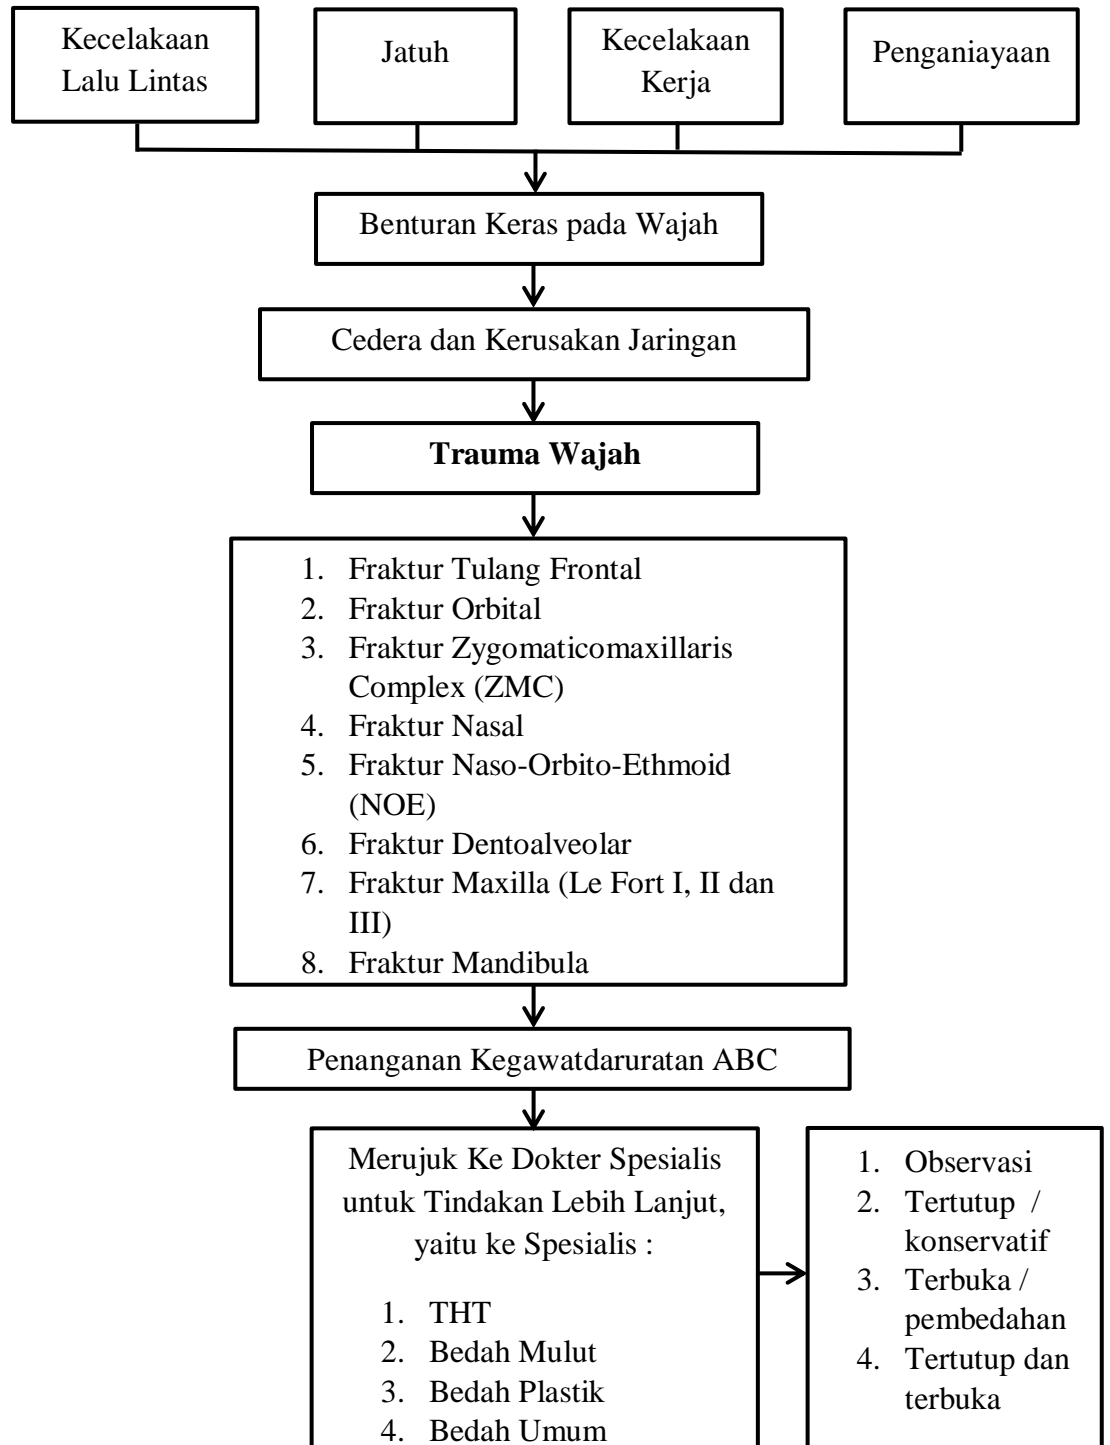 Kecelakaan
Lalu Lintas
Jatuh
Kecelakaan
Kerja
Penganiayaan
Benturan Keras pada Wajah
Cedera dan Kerusakan Jaringan
Trauma Wajah
1. Fraktur Tulang Frontal
2. Fraktur Orbital
3. Fraktur Zygomaticomaxillaris
Complex (ZMC)
4. Fraktur Nasal
5. Fraktur Naso-Orbito-Ethmoid
(NOE)
6. Fraktur Dentoalveolar
7. Fraktur Maxilla (Le Fort I, II dan
III)
8. Fraktur Mandibula
Penanganan Kegawatdaruratan ABC
Merujuk Ke Dokter Spesialis
untuk Tindakan Lebih Lanjut,
yaitu ke Spesialis :
1. THT
2. Bedah Mulut
3. Bedah Plastik
4. Bedah Umum
1. Observasi
2. Tertutup /
konservatif
3. Terbuka /
pembedahan
4. Tertutup dan
terbuka